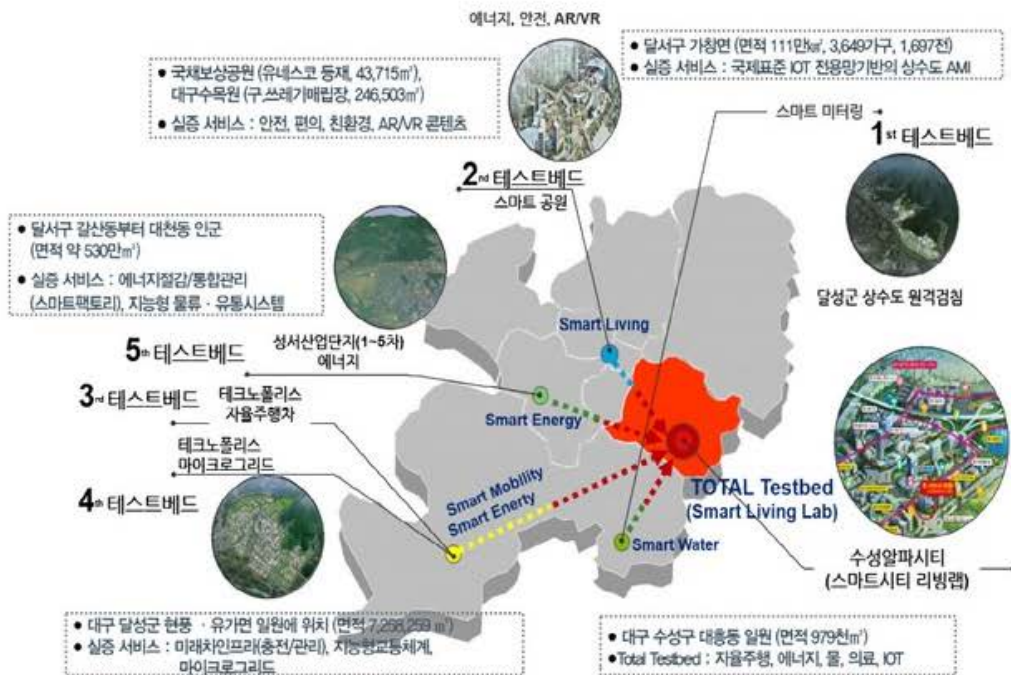 에너지, 안전, AR/VR
● 국채보상공원 (유네스코 등재, 43,715㎡),
대구수목원 (구,쓰레기매립장, 246,503㎡)
● 실증 서비스 : 안전, 편의, 친환경, AR/VR 콘텐츠
● 달서구 가창면 (면적 111만㎢, 3,649가구, 1,697전)
● 실증 서비스 : 국제표준 IOT 전용망기반의 상수도 AMI
스마트 미터링
1st 테스트베드
달성군 상수도 원격검침
2nd 테스트베드
스마트 공원
● 달서구 갈산동부터 대천동 인군
(면적 약 530만㎡)
● 실증 서비스 : 에너지절감/통합관리
(스마트팩토리), 지능형 물류 · 유통시스템
성서산업단지(1~5차)
에너지
5th 테스트베드
3rd 테스트베드
테크노폴리스
자율주행차
테크노폴리스
마이크로그리드
4th 테스트베드
Smart Living
Smart Energy
Smart Mobility
Smart Enerty
Smart Water
TOTAL Testbed
(Smart Living Lab)
수성알파시티
(스마트시티 리빙랩)
● 대구 달성군 현풍 · 유가면 일원에 위치 (면적 7,268,259 ㎡)
● 실증 서비스 : 미래차인프라(충전/관리), 지능형교통체계,
마이크로그리드
● 대구 수성구 대흥동 일원 (면적 979천㎡)
●Total Testbed : 자율주행, 에너지, 물, 의료, IOT